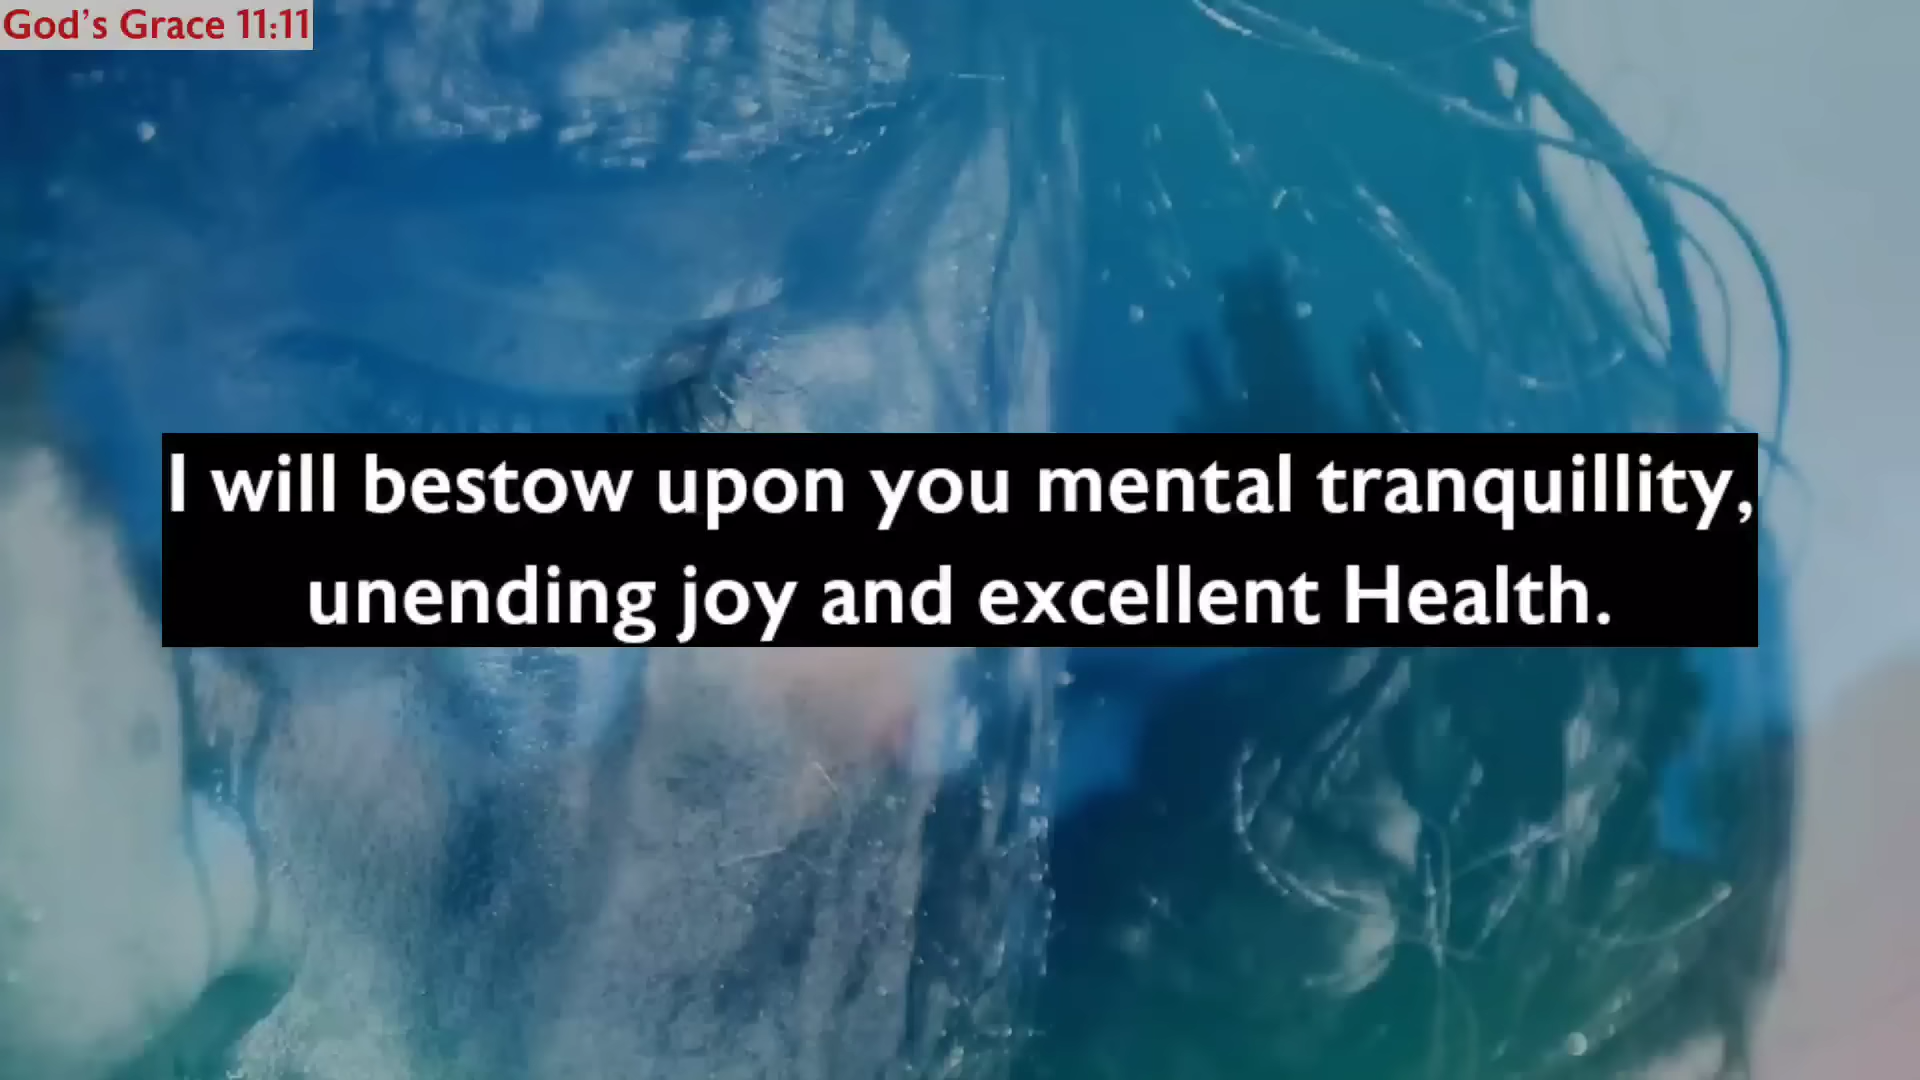 God's Grace 11:11
I will bestow upon you mental tranquillity,
unending joy and excellent Health.